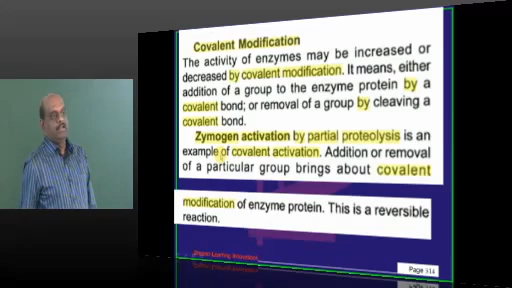 Covalent Modification
The activity of enzymes may be increased or
decreased by covalent modification. It means, either
addition of a group to the enzyme protein by a
covalent bond; or removal of a group by cleaving a
covalent bond.
Zymogen activation by partial proteolysis is an
example of covalent activation. Addition or removal
of a particular group brings about covalent
modification of enzyme protein. This is a reversible
reaction.
Page 114